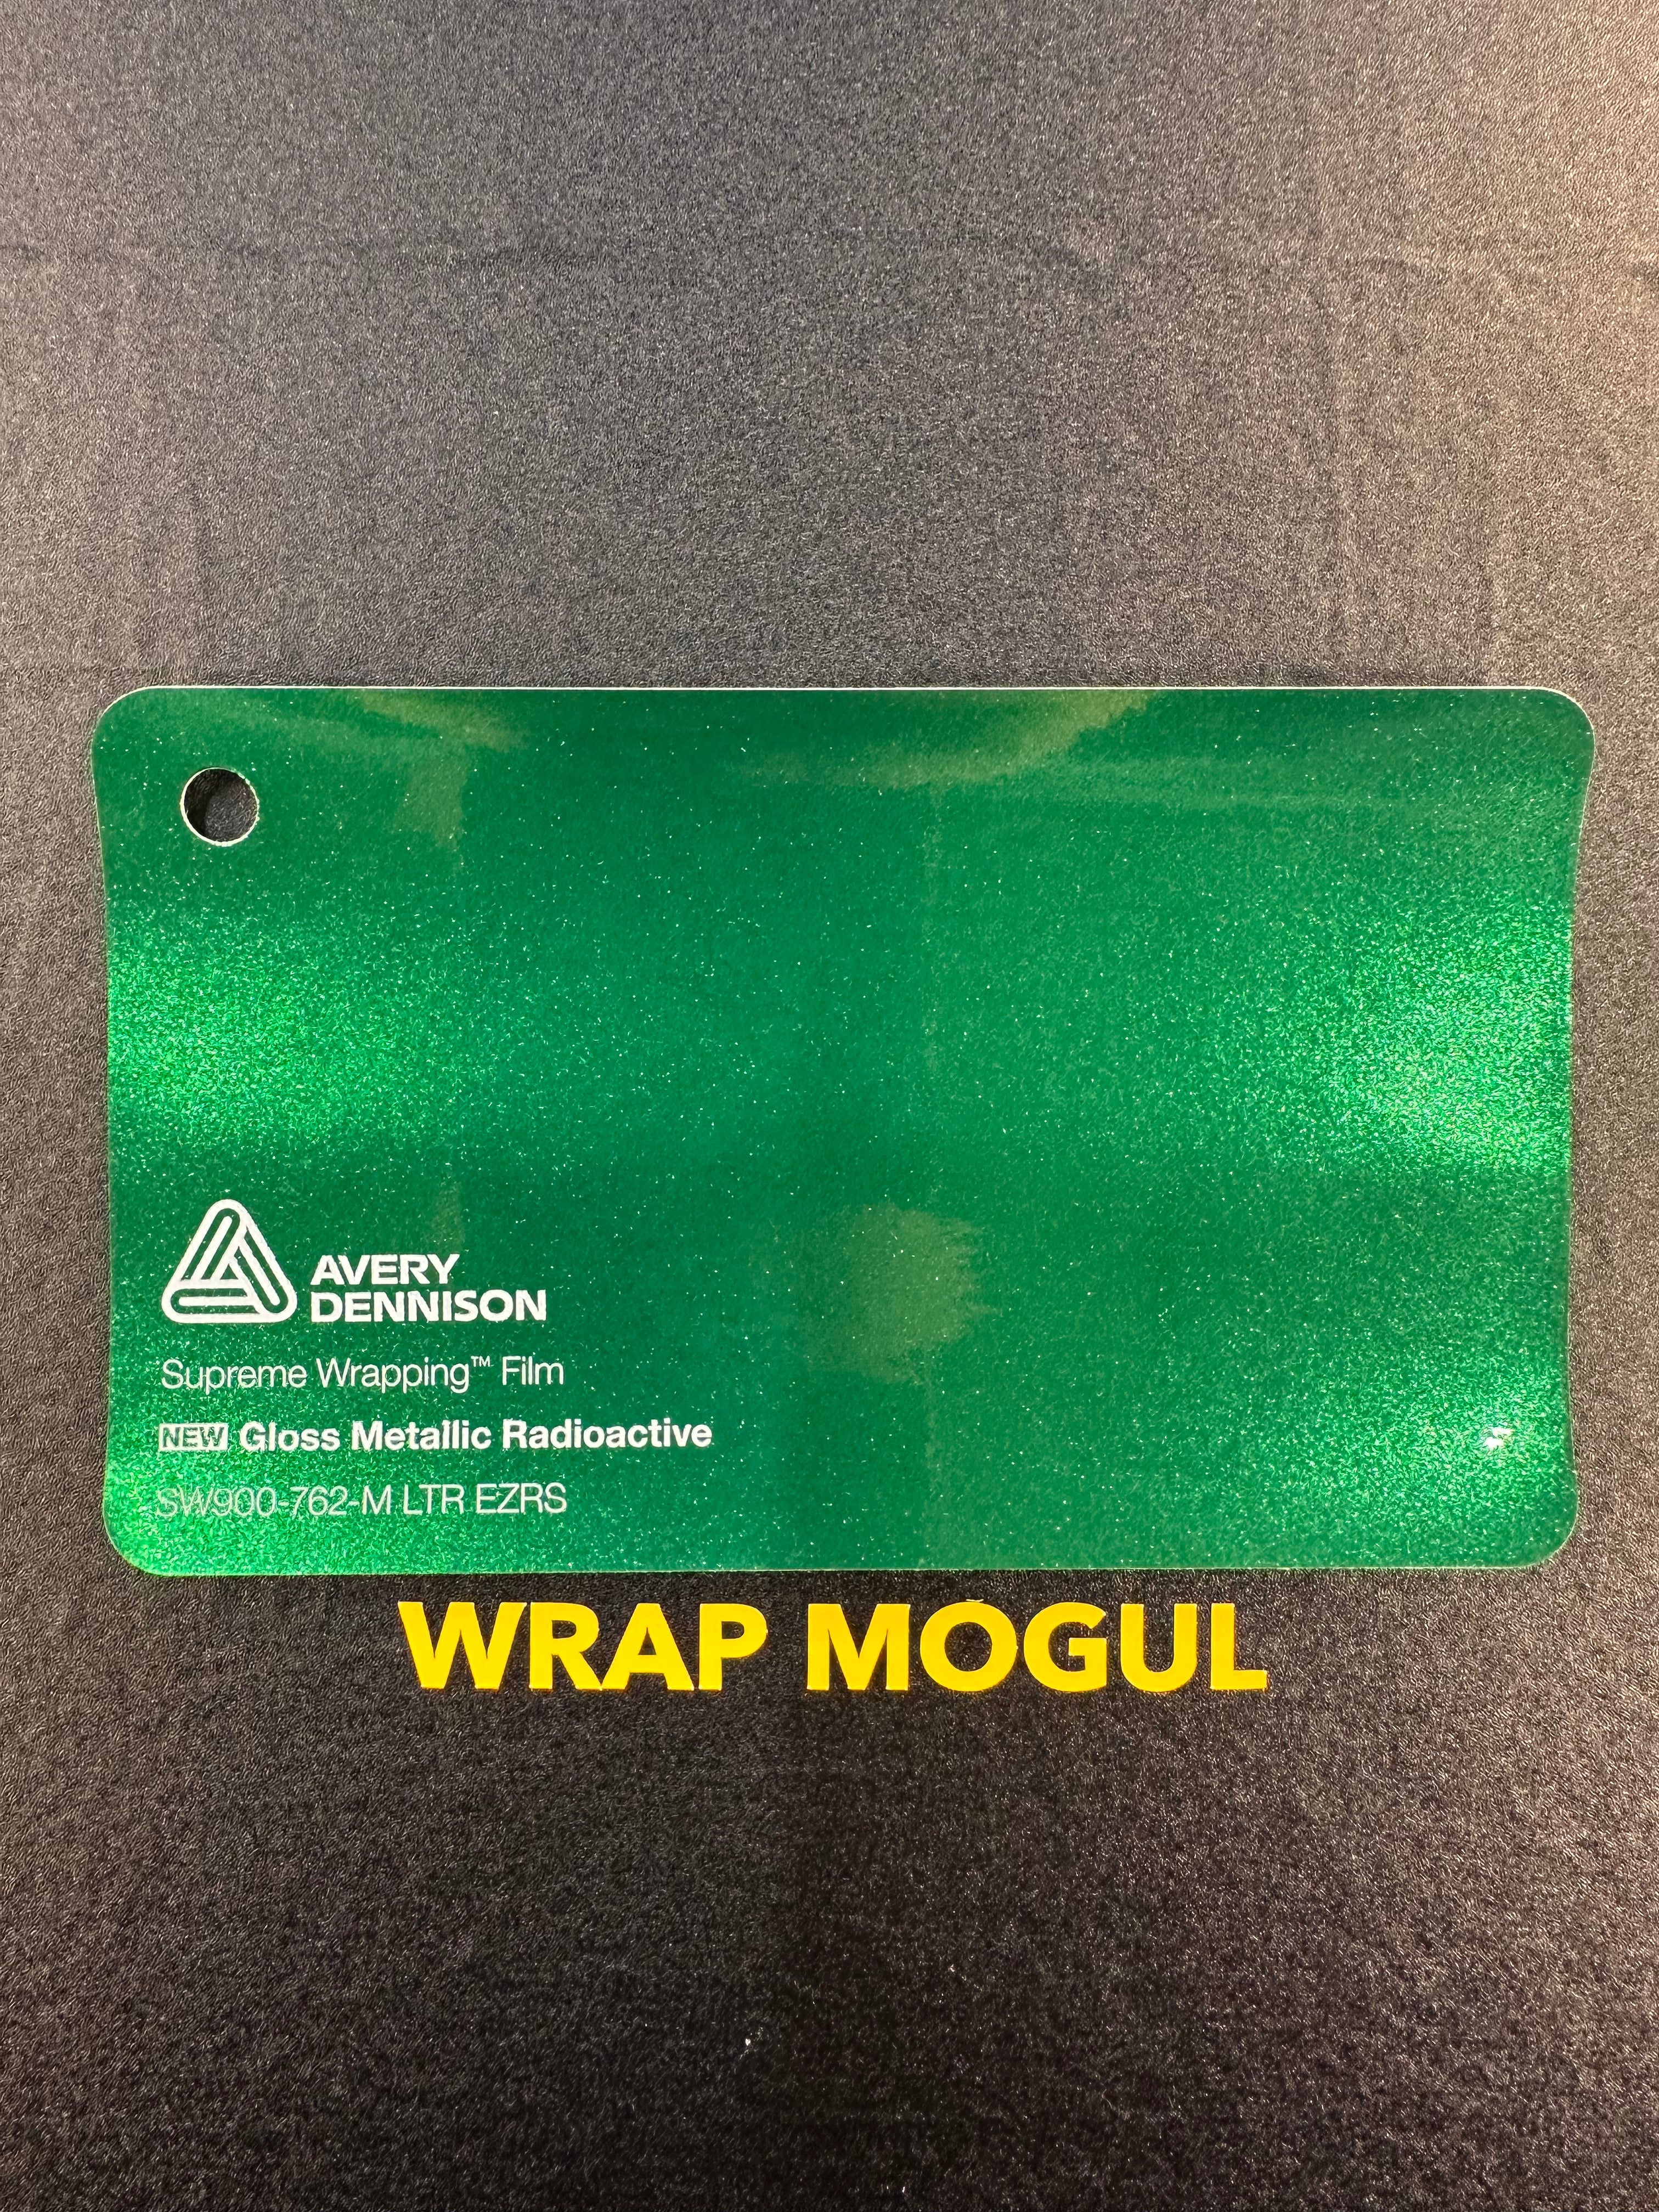 AVERY
DENNISON
Supreme Wrapping™ Film
NEW Gloss Metallic Radioactive
SW900-762-M LTR EZRS
WRAP MOGUL